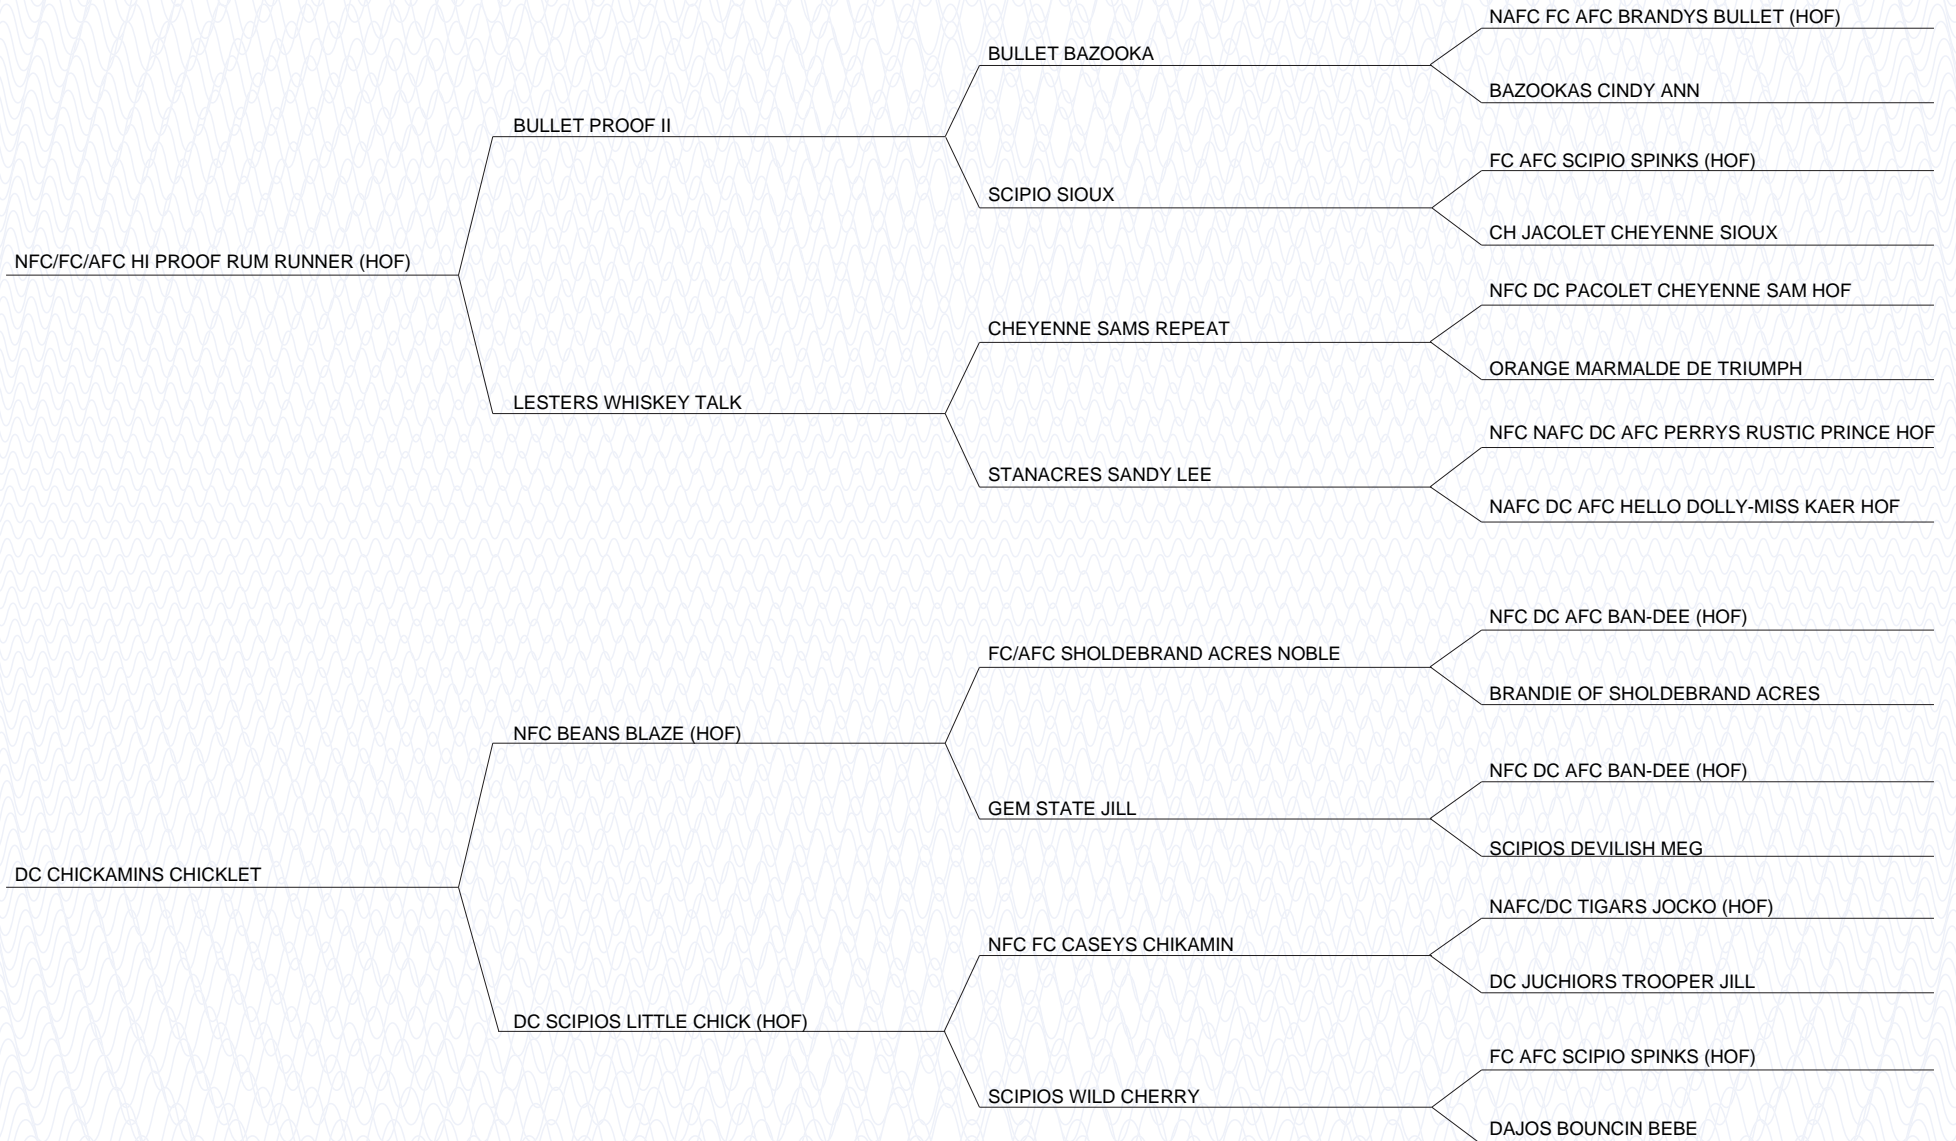 NAFC FC AFC BRANDYS BULLET (HOF)
BULLET BAZOOKA
BAZOOKAS CINDY ANN
BULLET PROOF II
FC AFC SCIPIO SPINKS (HOF)
SCIPIO SIOUX
CH JACOLET CHEYENNE SIOUX
NFC/FC/AFC HI PROOF RUM RUNNER (HOF)
NFC DC PACOLET CHEYENNE SAM HOF
CHEYENNE SAMS REPEAT
ORANGE MARMALDE DE TRIUMPH
LESTERS WHISKEY TALK
NFC NAFC DC AFC PERRYS RUSTIC PRINCE HOF
STANACRES SANDY LEE
NAFC DC AFC HELLO DOLLY-MISS KAER HOF
NFC DC AFC BAN-DEE (HOF)
FC/AFC SHOLDEBRAND ACRES NOBLE
BRANDIE OF SHOLDEBRAND ACRES
NFC BEANS BLAZE (HOF)
NFC DC AFC BAN-DEE (HOF)
GEM STATE JILL
SCIPIOS DEVILISH MEG
DC CHICKAMINS CHICKLET
NAFC/DC TIGARS JOCKO (HOF)
NFC FC CASEYS CHIKAMIN
DC JUCHIORS TROOPER JILL
DC SCIPIOS LITTLE CHICK (HOF)
FC AFC SCIPIO SPINKS (HOF)
SCIPIOS WILD CHERRY
DAJOS BOUNCIN BEBE